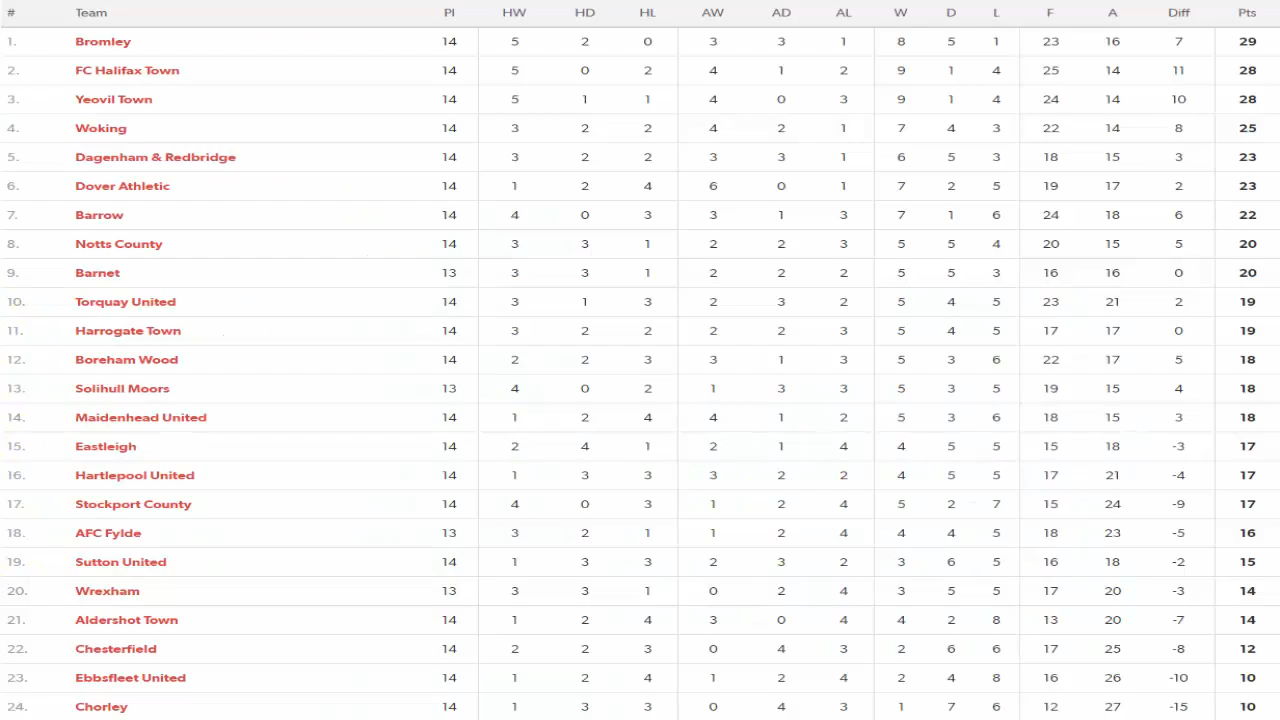 # Team Pl HW HD HL AW AD AL W D L F A Diff Pts
1. Bromley 14 5 2 0 3 3 1 8 5 1 23 16 7 29
2. FC Halifax Town 14 5 0 2 4 1 2 9 1 4 25 14 11 28
3. Yeovil Town 14 5 1 1 4 0 3 9 1 4 24 14 10 28
4. Woking 14 3 2 2 4 2 1 7 4 3 22 14 8 25
5. Dagenham & Redbridge 14 3 2 2 3 3 1 6 5 3 18 15 3 23
6. Dover Athletic 14 1 2 4 6 0 1 7 2 5 19 17 2 23
7. Barrow 14 4 0 3 3 1 3 7 1 6 24 18 6 22
8. Notts County 14 3 3 1 2 2 3 5 5 4 20 15 5 20
9. Barnet 13 3 3 1 2 2 2 5 5 3 16 16 0 20
10. Torquay United 14 3 1 3 2 3 2 5 4 5 23 21 2 19
11. Harrogate Town 14 3 2 2 2 2 3 5 4 5 17 17 0 19
12. Boreham Wood 14 2 2 3 3 1 3 5 3 6 22 17 5 18
13. Solihull Moors 13 4 0 2 1 3 3 5 3 5 19 15 4 18
14. Maidenhead United 14 1 2 4 4 1 2 5 3 6 18 15 3 18
15. Eastleigh 14 2 4 1 2 1 4 4 5 5 15 18 -3 17
16. Hartlepool United 14 1 3 3 3 2 2 4 5 5 17 21 -4 17
17. Stockport County 14 4 0 3 1 2 4 5 2 7 15 24 -9 17
18. AFC Fylde 13 3 2 1 1 2 4 4 4 5 18 23 -5 16
19. Sutton United 14 1 3 3 2 3 2 3 6 5 16 18 -2 15
20. Wrexham 13 3 3 1 0 2 4 3 5 5 17 20 -3 14
21. Aldershot Town 14 1 2 4 3 0 4 4 2 8 13 20 -7 14
22. Chesterfield 14 2 2 3 0 4 3 2 6 6 17 25 -8 12
23. Ebbsfleet United 14 1 2 4 1 2 4 2 4 8 16 26 -10 10
24. Chorley 14 1 3 3 0 4 3 1 7 6 12 27 -15 10